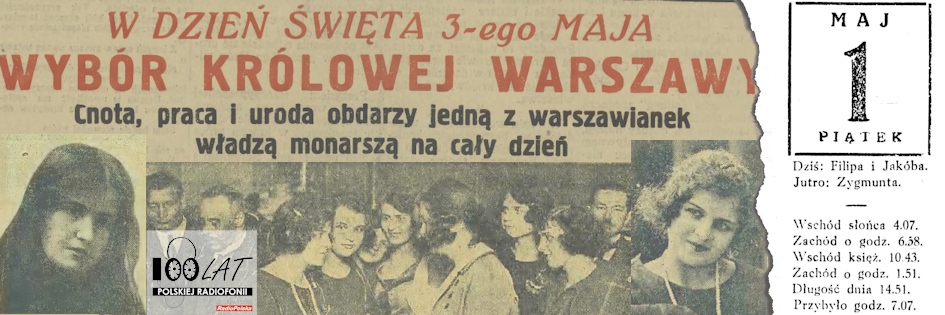 W DZIEŃ ŚWIĘTA 3-ego MAJA
WYBÓR KRÓLOWEJ WARSZAWY
Cnota, praca i uroda obdarzy jedną z warszawianek
władzą monarszą na cały dzień
100 LAT
POLSKIEJ RADIOFONII
RadioPolska
MAJ
1
PIĄTEK
Dziś: Filipa i Jakóba.
Jutro: Zygmunta.
Wschód słońca 4.07.
Zachód o godz. 6.58.
Wschód księż. 10.43.
Zachód o godz. 1.51.
Długość dnia 14.51.
Przybyło godz. 7.07.